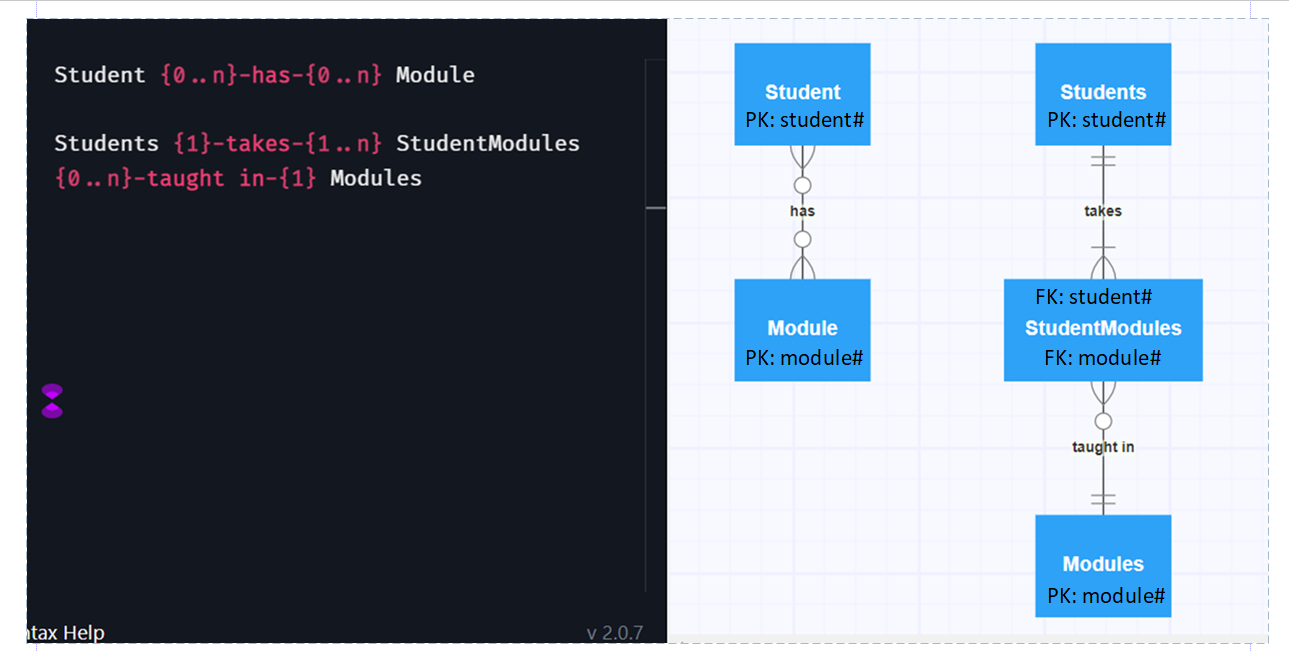 Student {0..n}-has-{0..n} Module
Students {1}-takes-{1..n} StudentModules
{0..n}-taught in-{1} Modules
ntax Help
v 2.0.7
Student
PK: student#
has
Module
PK: module#
Students
PK: student#
takes
FK: student#
StudentModules
FK: module#
taught in
Modules
PK: module#